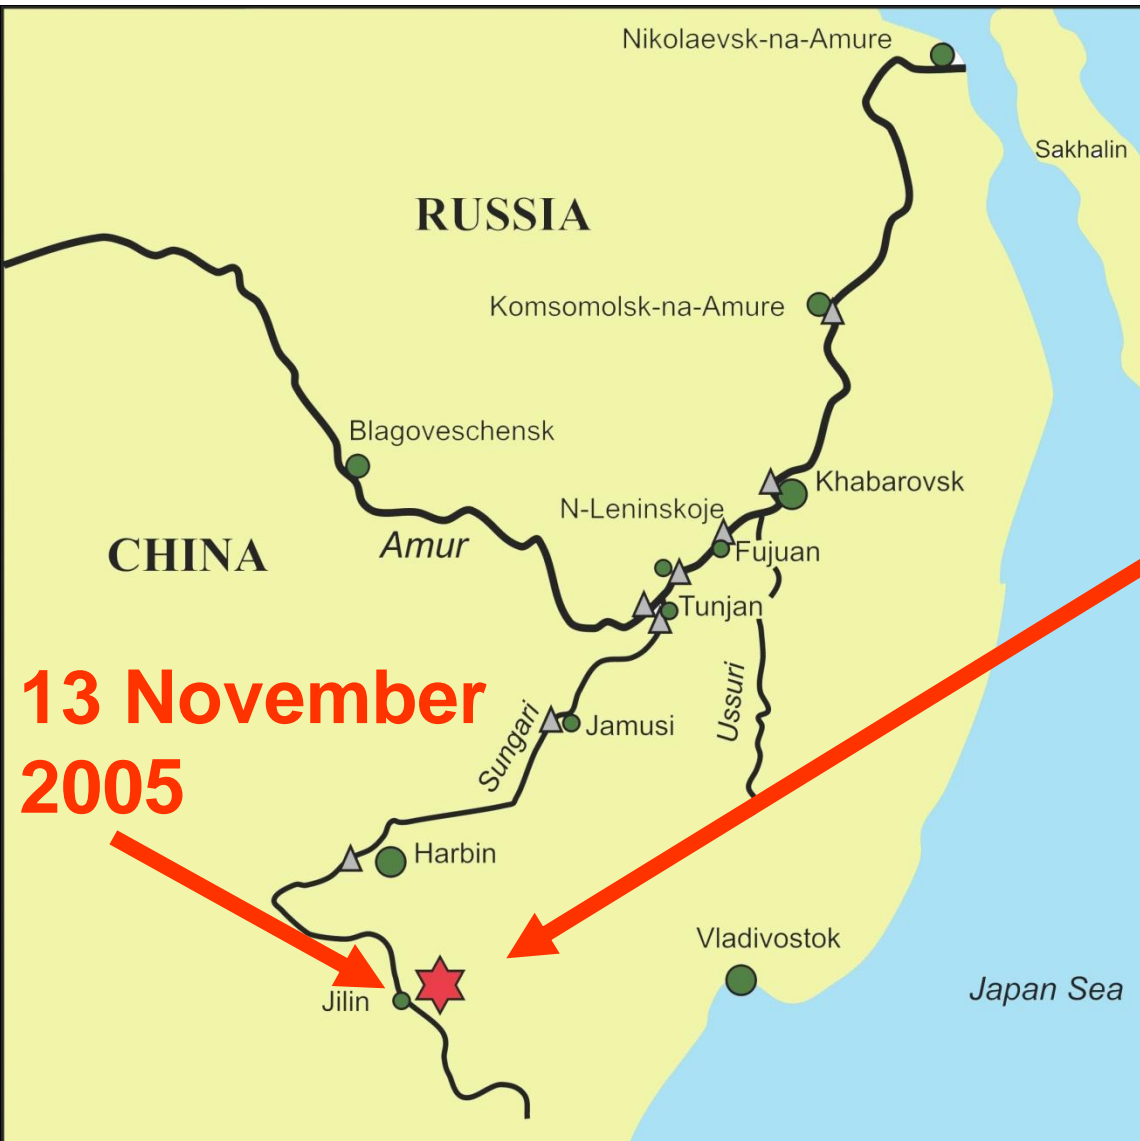 Nikolaevsk-na-Amure
Sakhalin
RUSSIA
Komsomolsk-na-Amure
Blagoveschensk
Khabarovsk
N-Leninskoje
Amur
CHINA
Fujuan
Tunjan
13 November
2005
Ussuri
Sungari
Jamusi
Harbin
Vladivostok
Japan Sea
Jilin